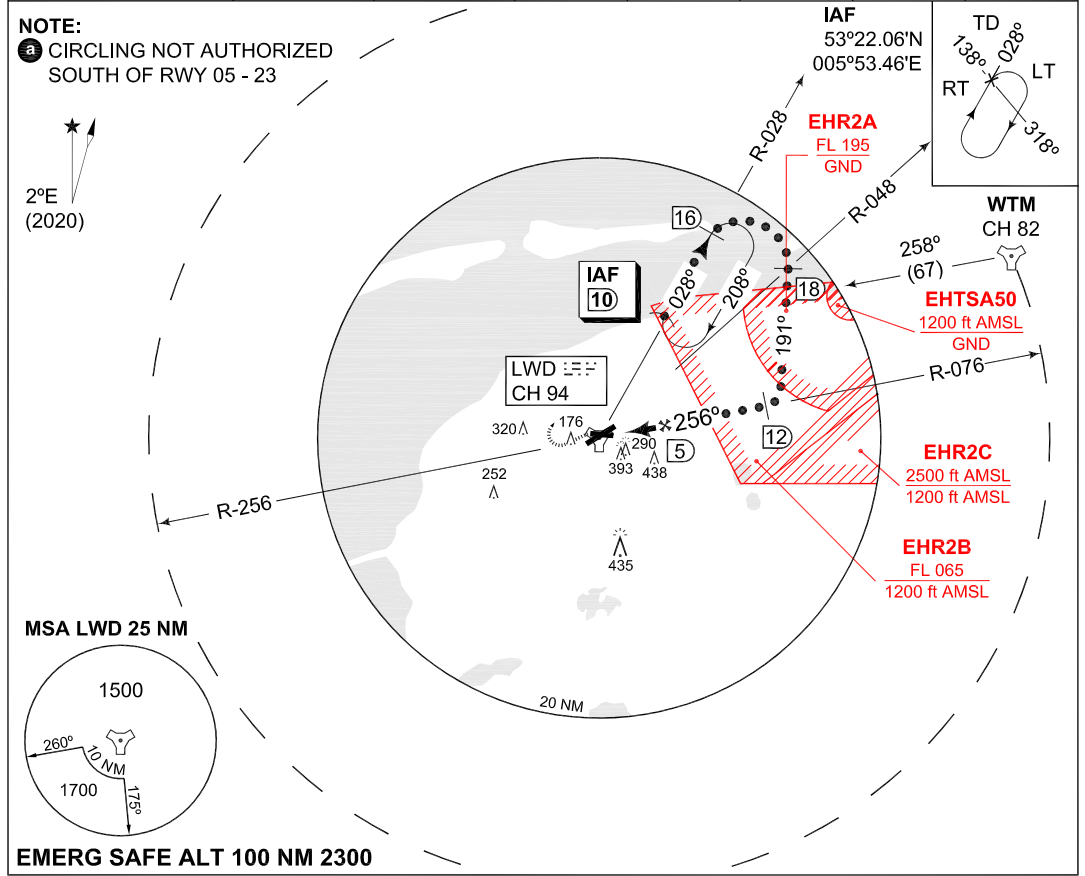 NOTE:
a CIRCLING NOT AUTHORIZED
SOUTH OF RWY 05 - 23
2ºE
(2020)
IAF
53º22.06'N
005º53.46'E
TD
138º
028º
RT
LT
318º
R-028
EHR2A
FL 195
GND
R-048
WTM
CH 82
258º
(67)
16
IAF
10
028º
208º
18
EHTSA50
1200 ft AMSL
GND
191º
R-076
LWD
CH 94
256º
12
5
320
176
290
393
438
252
R-256
435
EHR2C
2500 ft AMSL
1200 ft AMSL
EHR2B
FL 065
1200 ft AMSL
20 NM
MSA LWD 25 NM
1500
260º
10 NM
1700
175º
EMERG SAFE ALT 100 NM 2300